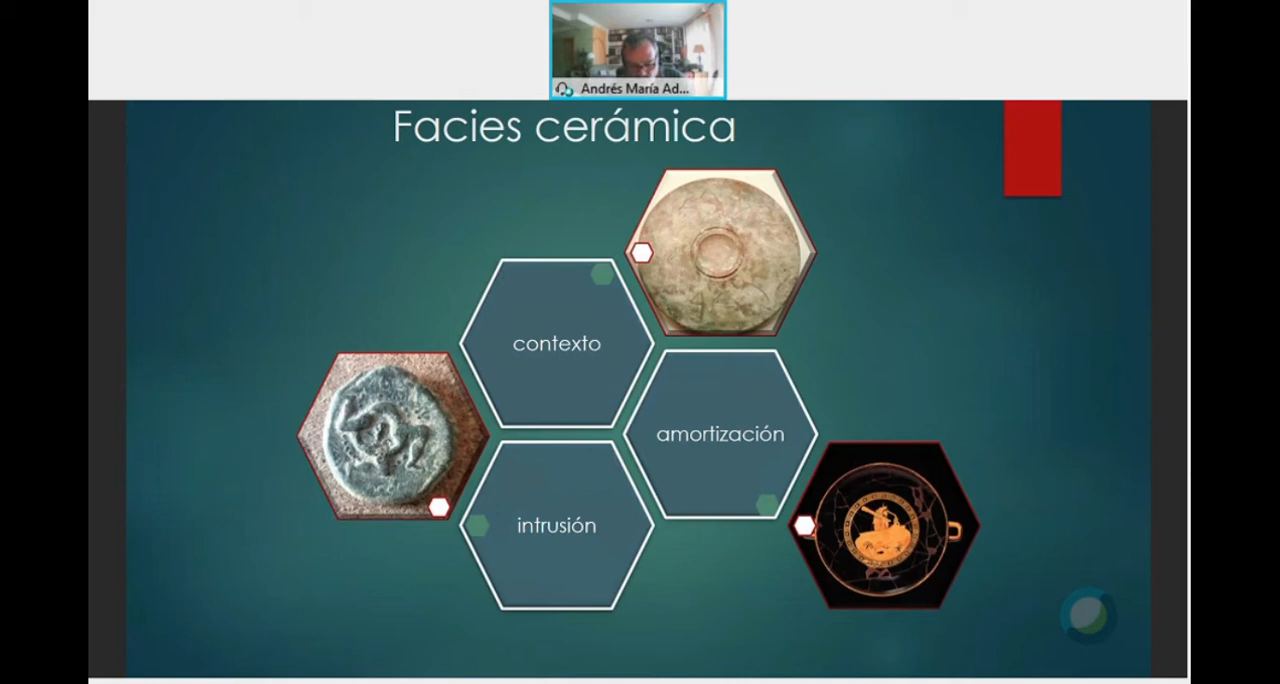 Andrés María Ad...
Facies cerámica
contexto
amortización
intrusión